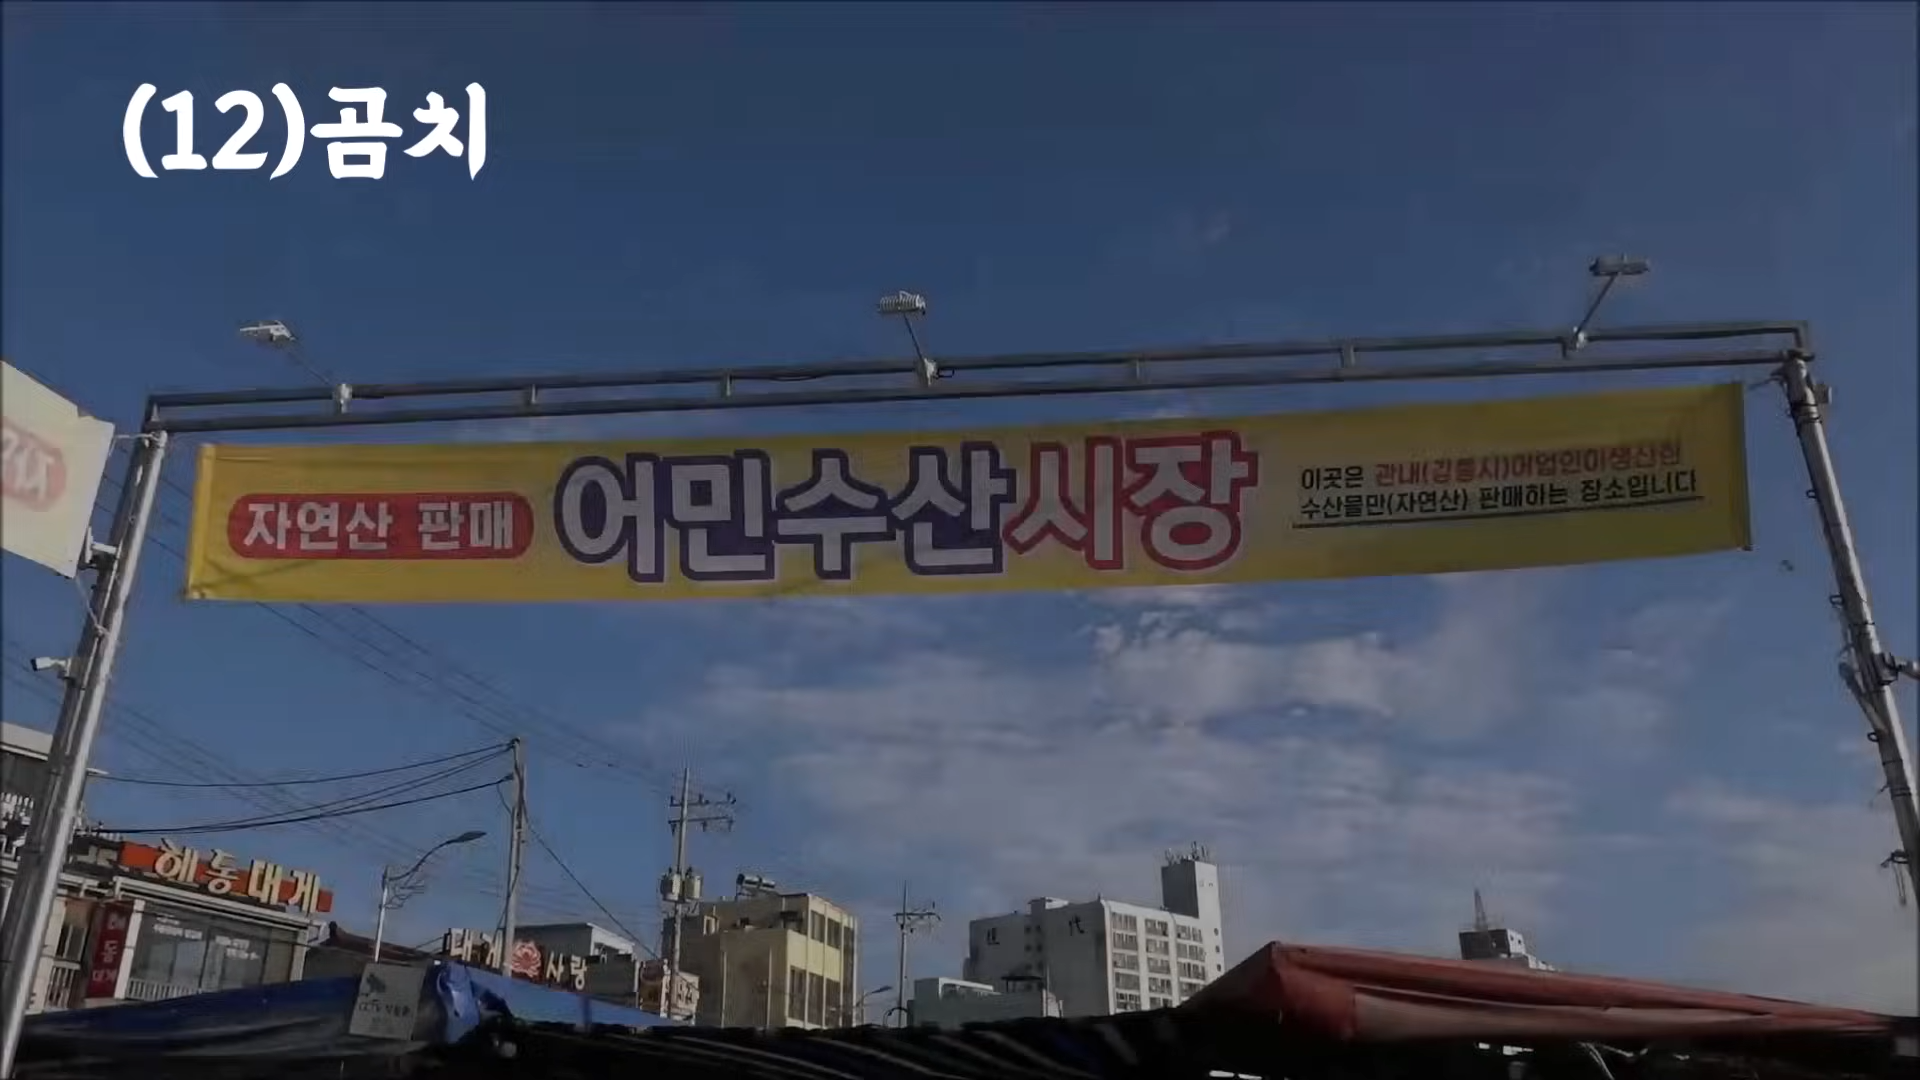 (12)곰치
자연산 판매
어민수산시장
이곳은 관내(강릉시)어업인이생산한
수산물만(자연산) 판매하는 장소입니다
해동대게
대게사랑